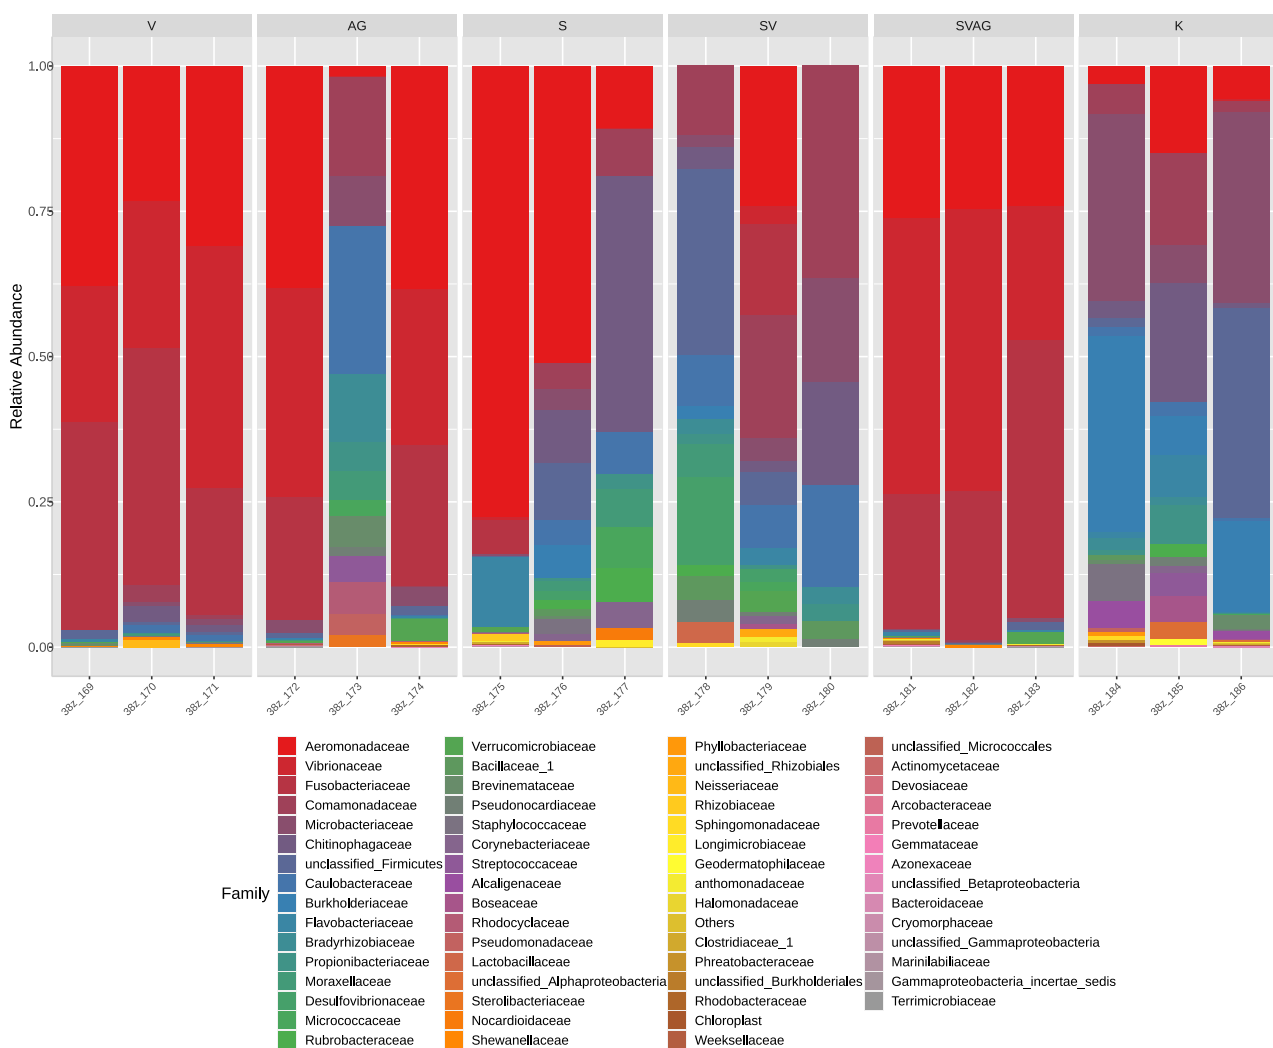 V AG S SV SVAG K
1.00
0.75
0.50
0.25
0.00
Relative Abundance
38z_169 38z_170 38z_171 38z_172 38z_173 38z_174 38z_175 38z_176 38z_177 38z_178 38z_179 38z_180 38z_181 38z_182 38z_183 38z_184 38z_185 38z_186
Family
Aeromonadaceae
Vibrionaceae
Fusobacteriaceae
Comamonadaceae
Microbacteriaceae
Chitinophagaceae
unclassified_Firmicutes
Caulobacteraceae
Burkholderiaceae
Flavobacteriaceae
Bradyrhizobiaceae
Propionibacteriaceae
Moraxellaceae
Desulfovibrionaceae
Micrococcaceae
Rubrobacteraceae
Verrucomicrobiaceae
Bacillaceae_1
Brevinemataceae
Pseudonocardiaceae
Staphylococcaceae
Corynebacteriaceae
Streptococcaceae
Alcaligenaceae
Boseaceae
Rhodocyclaceae
Pseudomonadaceae
Lactobacillaceae
unclassified_Alphaproteobacteria
Sterolibacteriaceae
Nocardioidaceae
Shewanellaceae
Phyllobacteriaceae
unclassified_Rhizobiales
Neisseriaceae
Rhizobiaceae
Sphingomonadaceae
Longimicrobiaceae
Geodermatophilaceae
anthomonadaceae
Halomonadaceae
Others
Clostridiaceae_1
Phreatobacteraceae
unclassified_Burkholderiales
Rhodobacteraceae
Chloroplast
Weeksellaceae
unclassified_Micrococcales
Actinomycetaceae
Devosiaceae
Arcobacteraceae
Prevotellaceae
Gemmataceae
Azonexaceae
unclassified_Betaproteobacteria
Bacteroidaceae
Cryomorphaceae
unclassified_Gammaproteobacteria
Marinilabiliaceae
Gammaproteobacteria_incertae_sedis
Terrimicrobiaceae